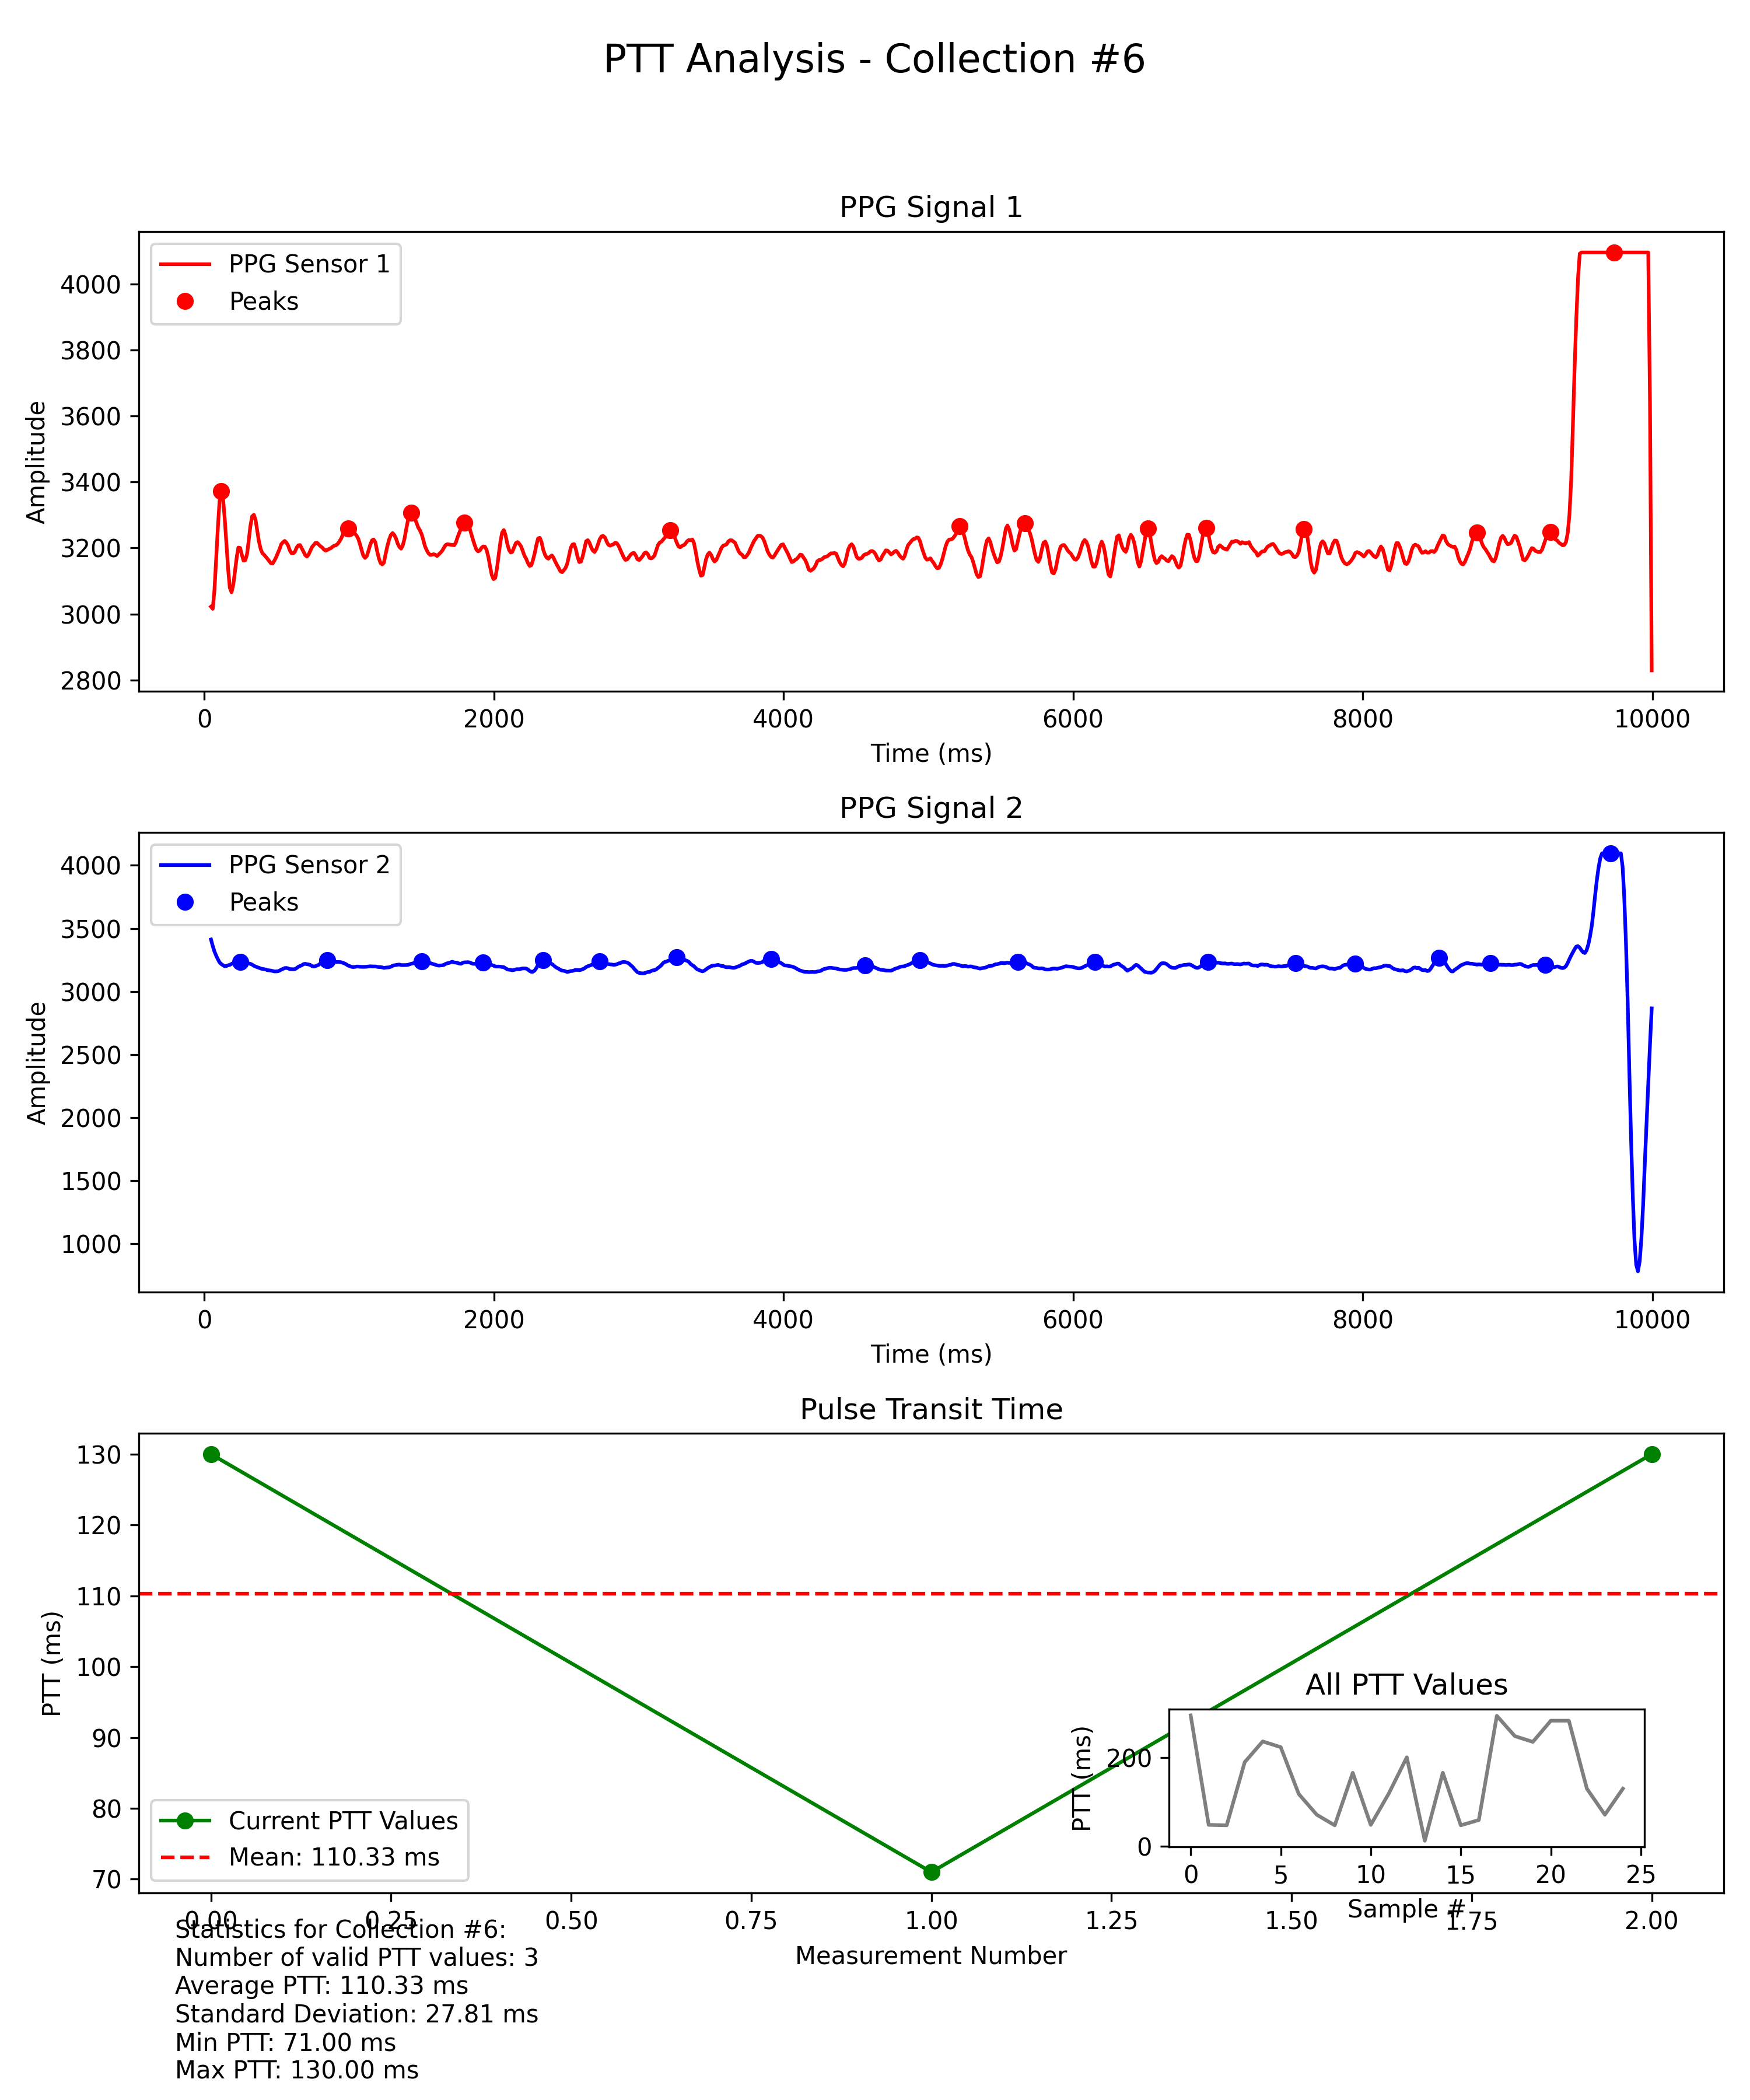 PTT Analysis - Collection #6
PPG Signal 1
PPG Sensor 1
Peaks
Amplitude
4000
3800
3600
3400
3200
3000
2800
0 2000 4000 6000 8000 10000
Time (ms)
PPG Signal 2
PPG Sensor 2
Peaks
Amplitude
4000
3500
3000
2500
2000
1500
1000
0 2000 4000 6000 8000 10000
Time (ms)
Pulse Transit Time
PTT (ms)
130
120
110
100
90
80
70
Current PTT Values
Mean: 110.33 ms
All PTT Values
PTT (ms)
200
0
0 5 10 15 20 25
Sample #
0.00 0.25 0.50 0.75 1.00 1.25 1.50 1.75 2.00
Measurement Number
Statistics for Collection #6:
Number of valid PTT values: 3
Average PTT: 110.33 ms
Standard Deviation: 27.81 ms
Min PTT: 71.00 ms
Max PTT: 130.00 ms